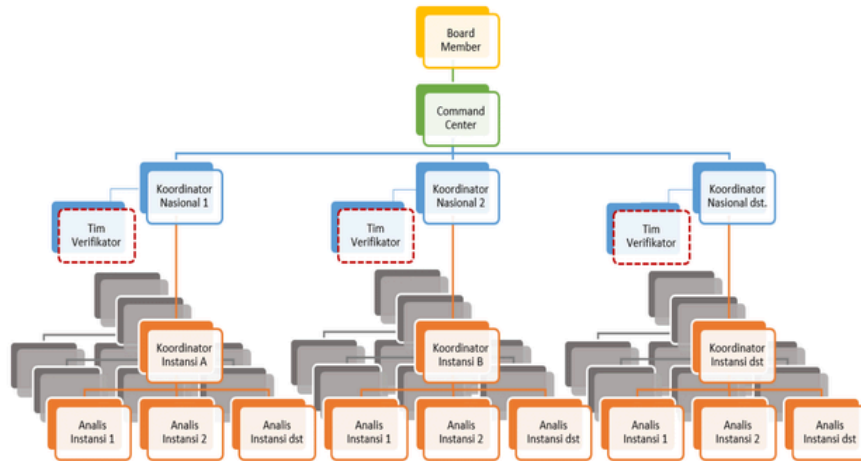 Board
Member
Command
Center
Koordinator
Nasional 1
Koordinator
Nasional 2
Koordinator
Nasional dst.
Tim
Verifikator
Tim
Verifikator
Tim
Verifikator
Koordinator
Instansi A
Koordinator
Instansi B
Koordinator
Instansi dst
Analis
Instansi 1
Analis
Instansi 2
Analis
Instansi dst
Analis
Instansi 1
Analis
Instansi 2
Analis
Instansi dst
Analis
Instansi 1
Analis
Instansi 2
Analis
Instansi dst